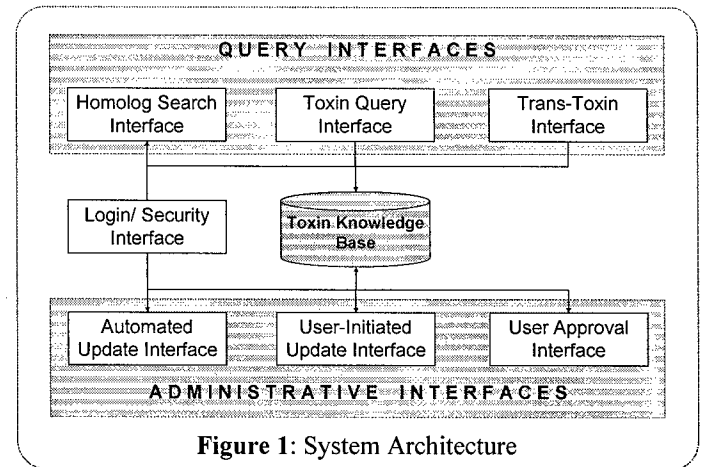 QUERY INTERFACES
Homolog Search
Interface
Toxin Query
Interface
Trans-Toxin
Interface
Login/ Security
Interface
Toxin Knowledge
Base
Automated
Update Interface
User-Initiated
Update Interface
User Approval
Interface
ADMINISTRATIVE INTERFACES
Figure 1: System Architecture